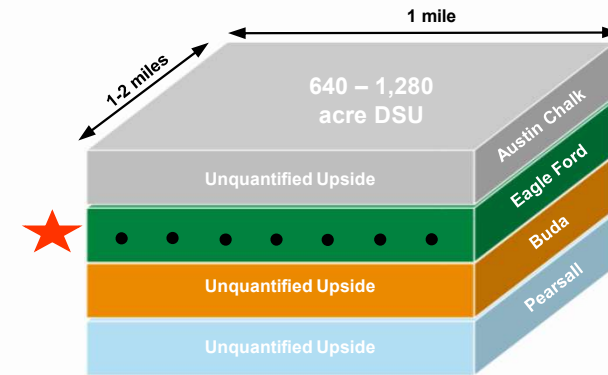 1 mile
1-2 miles
640 – 1,280
acre DSU
Austin Chalk
Unquantified Upside
Eagle Ford
Buda
Unquantified Upside
Pearsall
Unquantified Upside